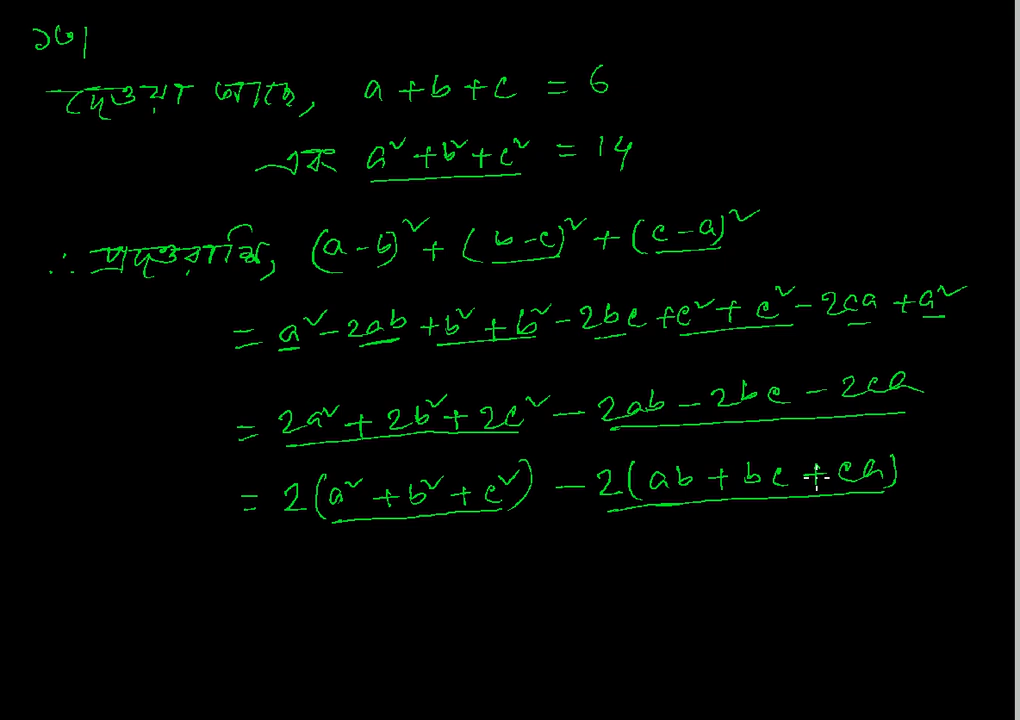 ১৩।
দেওয়া আছে, a + b + c = 6
এবং a² + b² + c² = 14
∴ প্রদত্তরাশি, (a - b)² + (b - c)² + (c - a)²
= a² - 2ab + b² + b² - 2bc + c² + c² - 2ca + a²
= 2a² + 2b² + 2c² - 2ab - 2bc - 2ca
= 2(a² + b² + c²) - 2(ab + bc + ca)